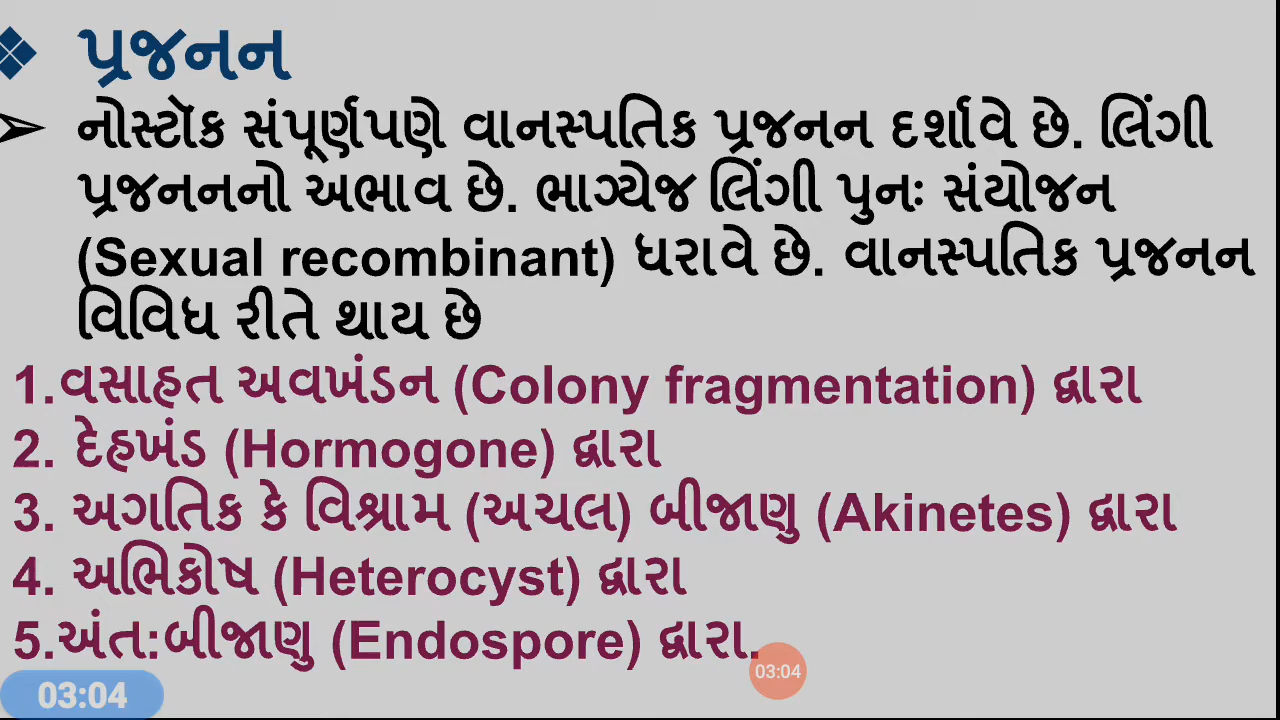 ❖ પ્રજનન
➢ નોસ્ટૉક સંપૂર્ણપણે વાનસ્પતિક પ્રજનન દર્શાવે છે. લિંગી
પ્રજનનનો અભાવ છે. ભાગ્યેજ લિંગી પુનઃ સંયોજન
(Sexual recombinant) ધરાવે છે. વાનસ્પતિક પ્રજનન
વિવિધ રીતે થાય છે
1.વસાહત અવખંડન (Colony fragmentation) દ્વારા
2. દેહખંડ (Hormogone) દ્વારા
3. અગતિક કે વિશ્રામ (અચલ) બીજાણુ (Akinetes) દ્વારા
4. અભિકોષ (Heterocyst) દ્વારા
5.અંત:બીજાણુ (Endospore) દ્વારા.
03:04
03:04